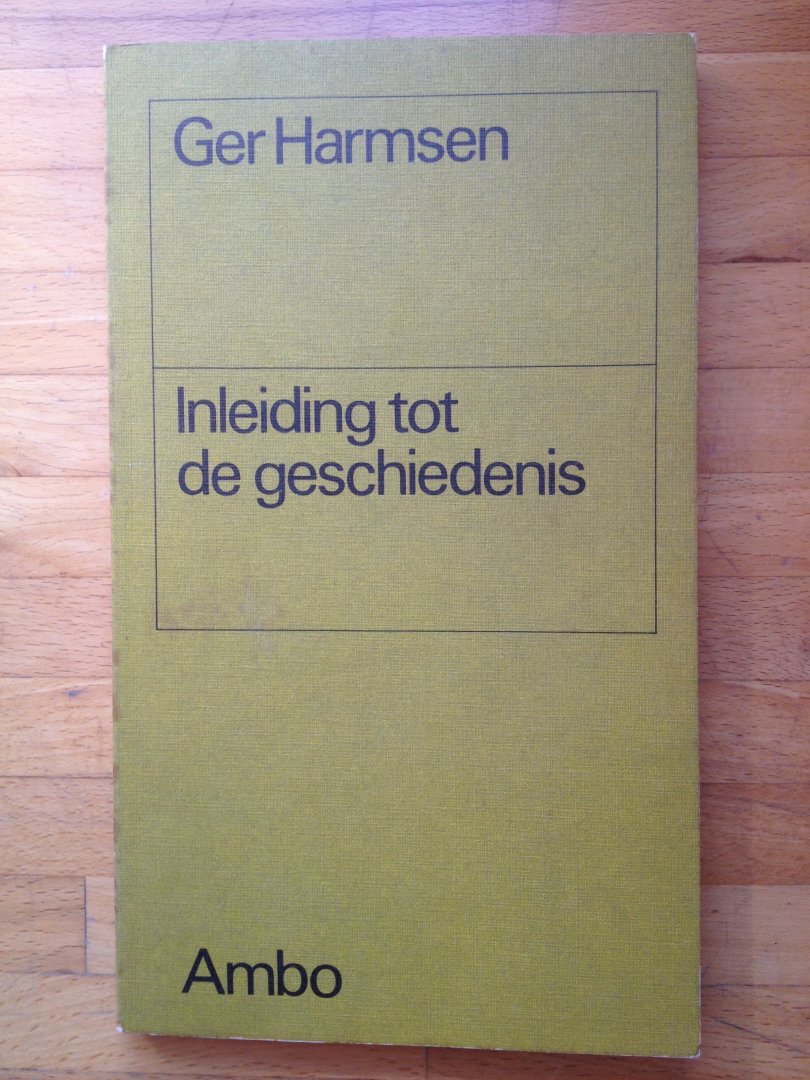 Ger Harmsen
Inleiding tot
de geschiedenis
Ambo